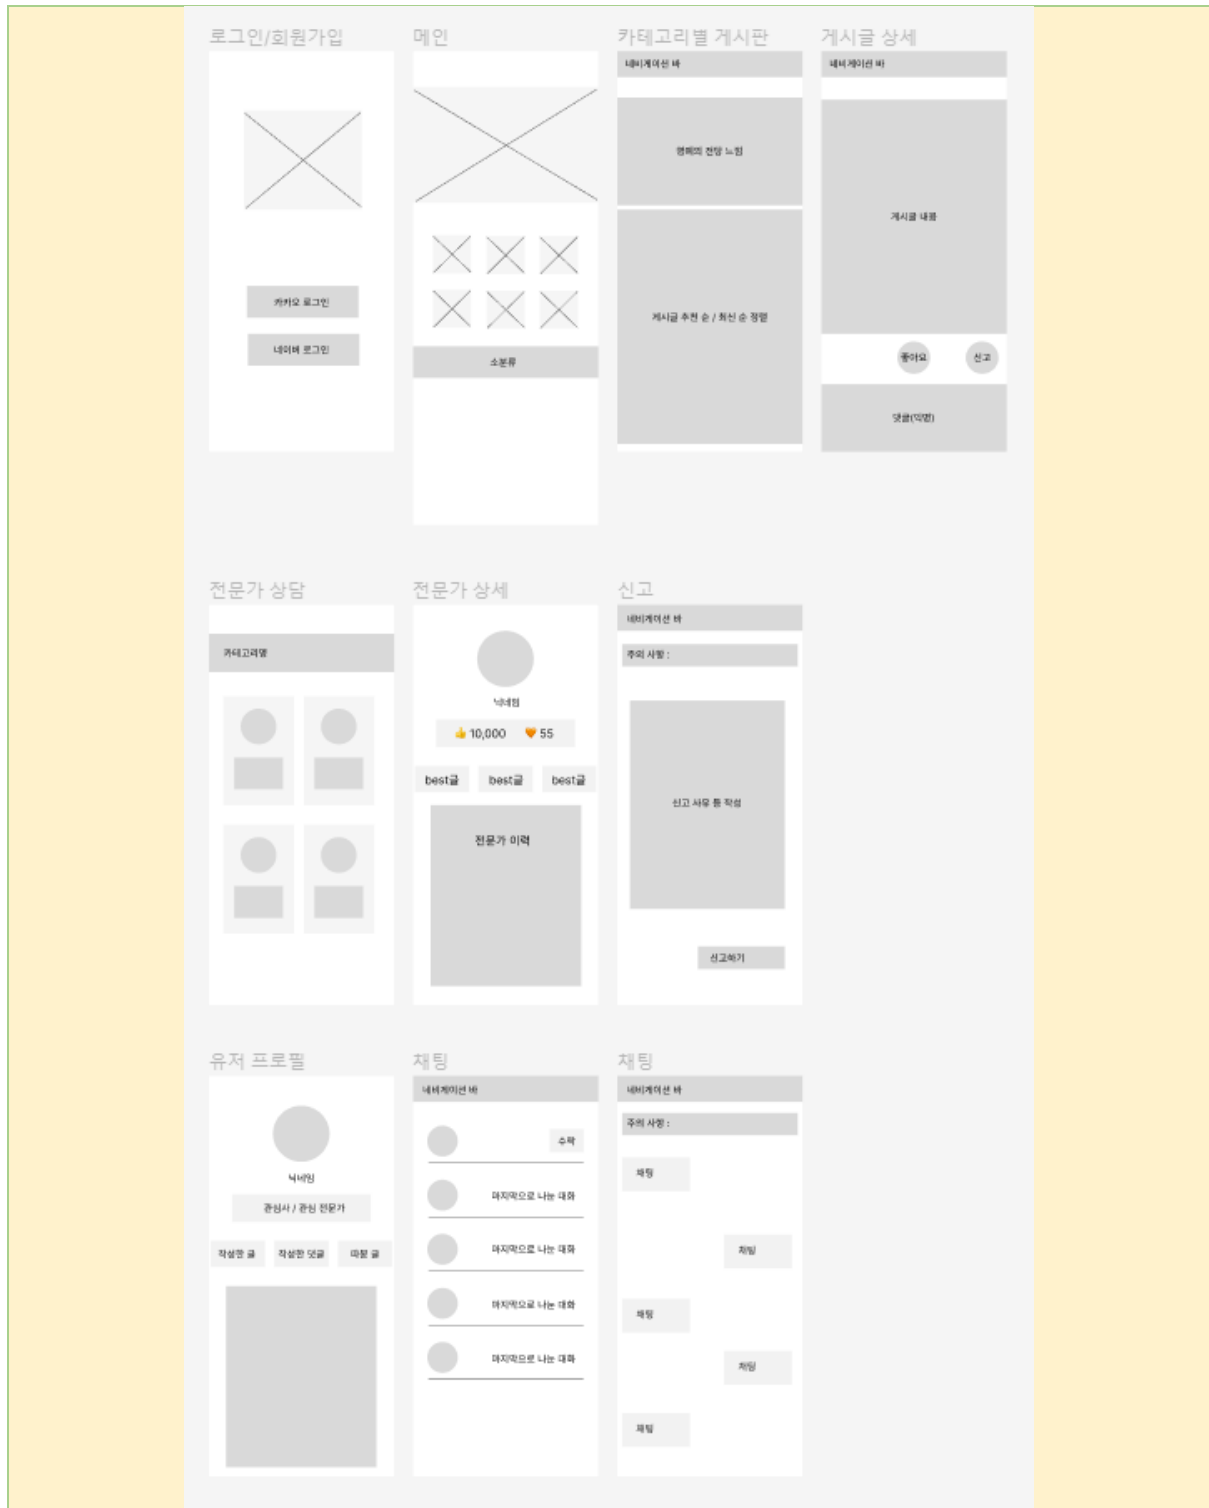 로그인/회원가입
메인
카테고리별 게시판
게시글 상세
카카오 로그인
네이버 로그인
소분류
네비게이션 바
명예의 전당 느낌
게시글 추천 순 / 최신 순 정렬
네비게이션 바
게시글 내용
좋아요
신고
댓글(익명)
전문가 상담
전문가 상세
신고
카테고리명
닉네임
👍 10,000 🧡 55
best글 best글 best글
전문가 이력
네비게이션 바
주의 사항 :
신고 사유 등 작성
신고하기
유저 프로필
채팅
채팅
닉네임
관심사 / 관심 전문가
작성한 글 작성한 댓글
네비게이션 바
수락
마지막으로 나눈 대화
마지막으로 나눈 대화
마지막으로 나눈 대화
마지막으로 나눈 대화
네비게이션 바
주의 사항 :
채팅
채팅
채팅
채팅
채팅